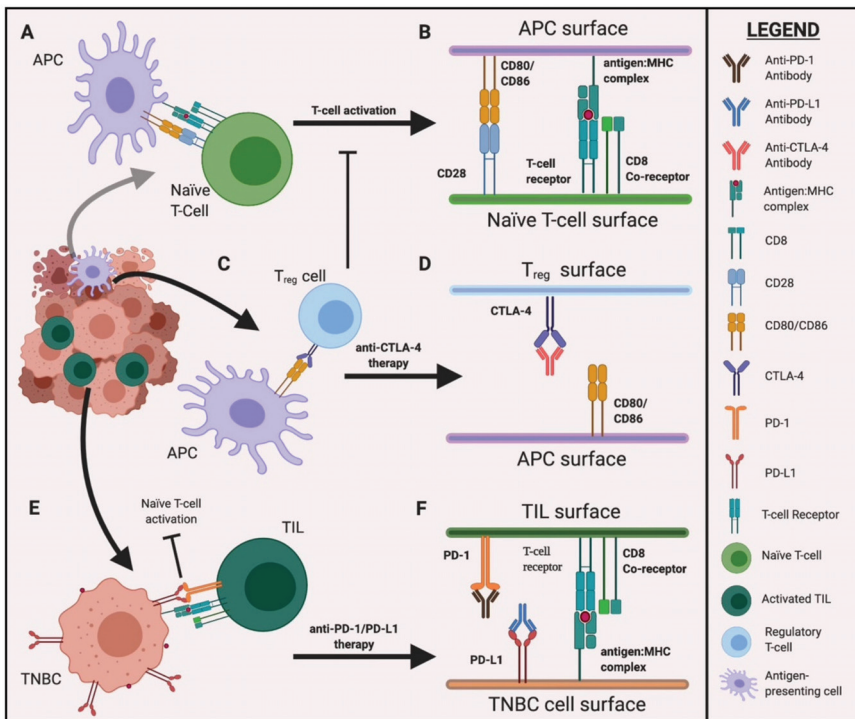 A
APC
Naïve
T-Cell
T-cell activation
B
APC surface
CD80/
CD86
antigen:MHC
complex
CD28
T-cell
receptor
CD8
Co-receptor
Naïve T-cell surface
C
Treg cell
APC
anti-CTLA-4
therapy
D
Treg surface
CTLA-4
CD80/
CD86
APC surface
E
Naïve T-cell
activation
TIL
TNBC
anti-PD-1/PD-L1
therapy
F
TIL surface
PD-1
T-cell
receptor
CD8
Co-receptor
PD-L1
antigen:MHC
complex
TNBC cell surface
LEGEND
Anti-PD-1
Antibody
Anti-PD-L1
Antibody
Anti-CTLA-4
Antibody
Antigen:MHC
complex
CD8
CD28
CD80/CD86
CTLA-4
PD-1
PD-L1
T-cell Receptor
Naïve T-cell
Activated TIL
Regulatory
T-cell
Antigen-
presenting cell